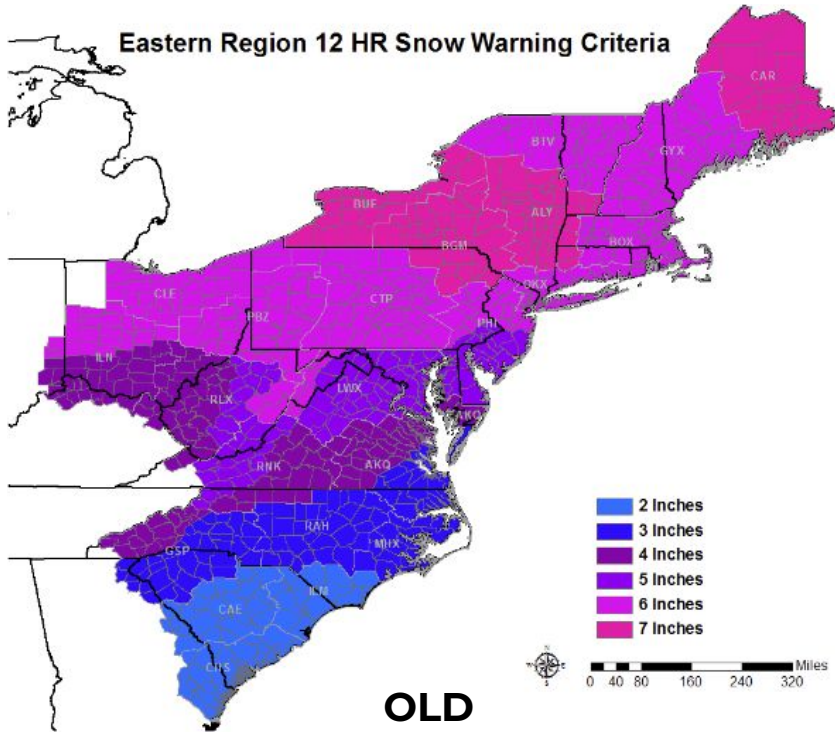 Eastern Region 12 HR Snow Warning Criteria
CAR
BTV
GYX
BUF
ALY
BGM
BOX
CLE
CTP
OKX
PBZ
PHI
ILN
RLX
LWX
AKQ
RNK
AKQ
RAH
GSP
MHX
ILM
CAE
CHS
2 Inches
3 Inches
4 Inches
5 Inches
6 Inches
7 Inches
N
W
E
S
Miles
0 40 80 160 240 320
OLD